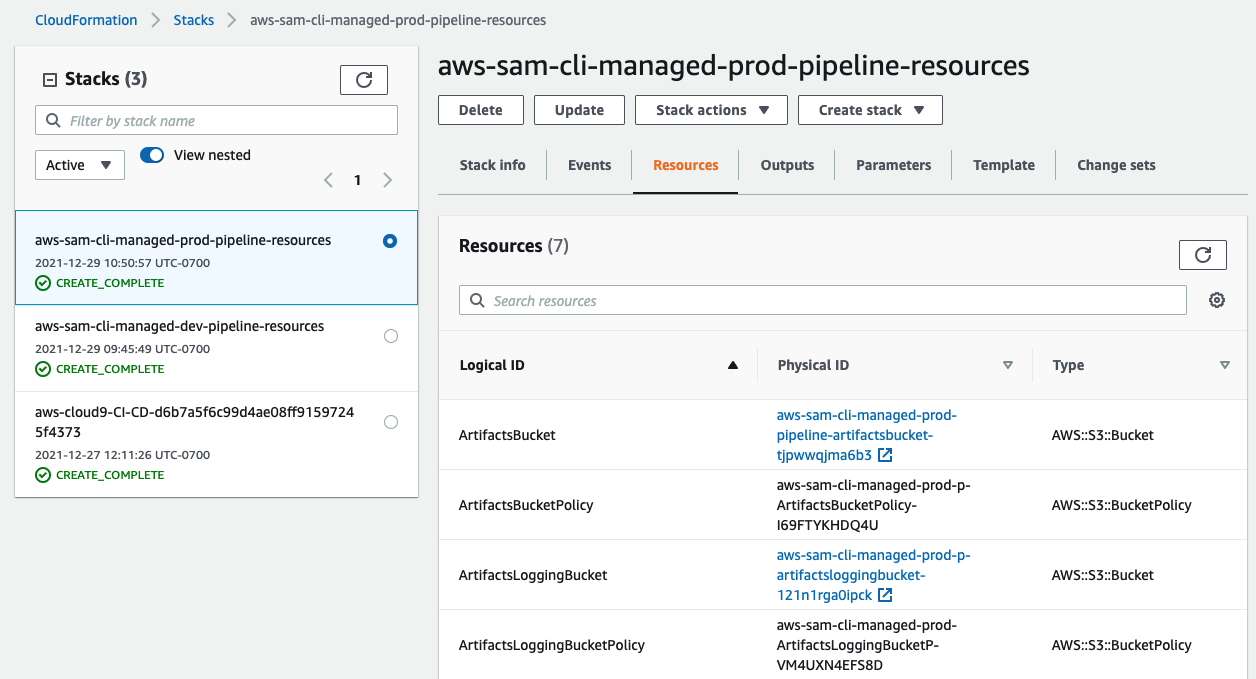 CloudFormation > Stacks > aws-sam-cli-managed-prod-pipeline-resources
Stacks (3)
Filter by stack name
Active
View nested
1
aws-sam-cli-managed-prod-pipeline-resources
2021-12-29 10:50:57 UTC-0700
CREATE_COMPLETE
aws-sam-cli-managed-dev-pipeline-resources
2021-12-29 09:45:49 UTC-0700
CREATE_COMPLETE
aws-cloud9-CI-CD-d6b7a5f6c99d4ae08ff9159724
5f4373
2021-12-27 12:11:26 UTC-0700
CREATE_COMPLETE
aws-sam-cli-managed-prod-pipeline-resources
Delete Update Stack actions Create stack
Stack info Events Resources Outputs Parameters Template Change sets
Resources (7)
Search resources
Logical ID Physical ID Type
aws-sam-cli-managed-prod-
ArtifactsBucket pipeline-artifactsbucket- AWS::S3::Bucket
tjpwwqjma6b3
aws-sam-cli-managed-prod-p-
ArtifactsBucketPolicy ArtifactsBucketPolicy- AWS::S3::BucketPolicy
I69FTYKHDQ4U
aws-sam-cli-managed-prod-p-
ArtifactsLoggingBucket artifactsloggingbucket- AWS::S3::Bucket
121n1rga0ipck
aws-sam-cli-managed-prod-
ArtifactsLoggingBucketPolicy ArtifactsLoggingBucketP- AWS::S3::BucketPolicy
VM4UXN4EFS8D